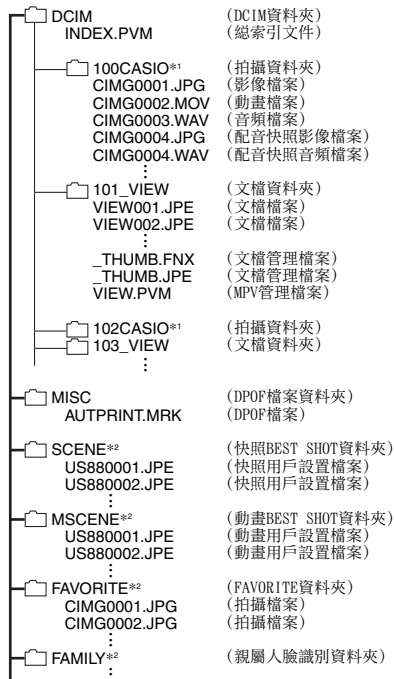 DCIM (DCIM資料夾)
INDEX.PVM (總索引文件)
100CASIO*1 (拍攝資料夾)
CIMG0001.JPG (影像檔案)
CIMG0002.MOV (動畫檔案)
CIMG0003.WAV (音頻檔案)
CIMG0004.JPG (配音快照影像檔案)
CIMG0004.WAV (配音快照音頻檔案)
101_VIEW (文檔資料夾)
VIEW001.JPE (文檔檔案)
VIEW002.JPE (文檔檔案)
_THUMB.FNX (文檔管理檔案)
_THUMB.JPE (文檔管理檔案)
VIEW.PVM (MPV管理檔案)
102CASIO*1 (拍攝資料夾)
103_VIEW (文檔資料夾)
MISC (DPOF檔案資料夾)
AUTPRINT.MRK (DPOF檔案)
SCENE*2 (快照BEST SHOT資料夾)
US880001.JPE (快照用戶設置檔案)
US880002.JPE (快照用戶設置檔案)
MSCENE*2 (動畫BEST SHOT資料夾)
US880001.JPE (動畫用戶設置檔案)
US880002.JPE (動畫用戶設置檔案)
FAVORITE*2 (FAVORITE資料夾)
CIMG0001.JPG (拍攝檔案)
CIMG0002.JPG (拍攝檔案)
FAMILY*2 (親屬人臉識別資料夾)